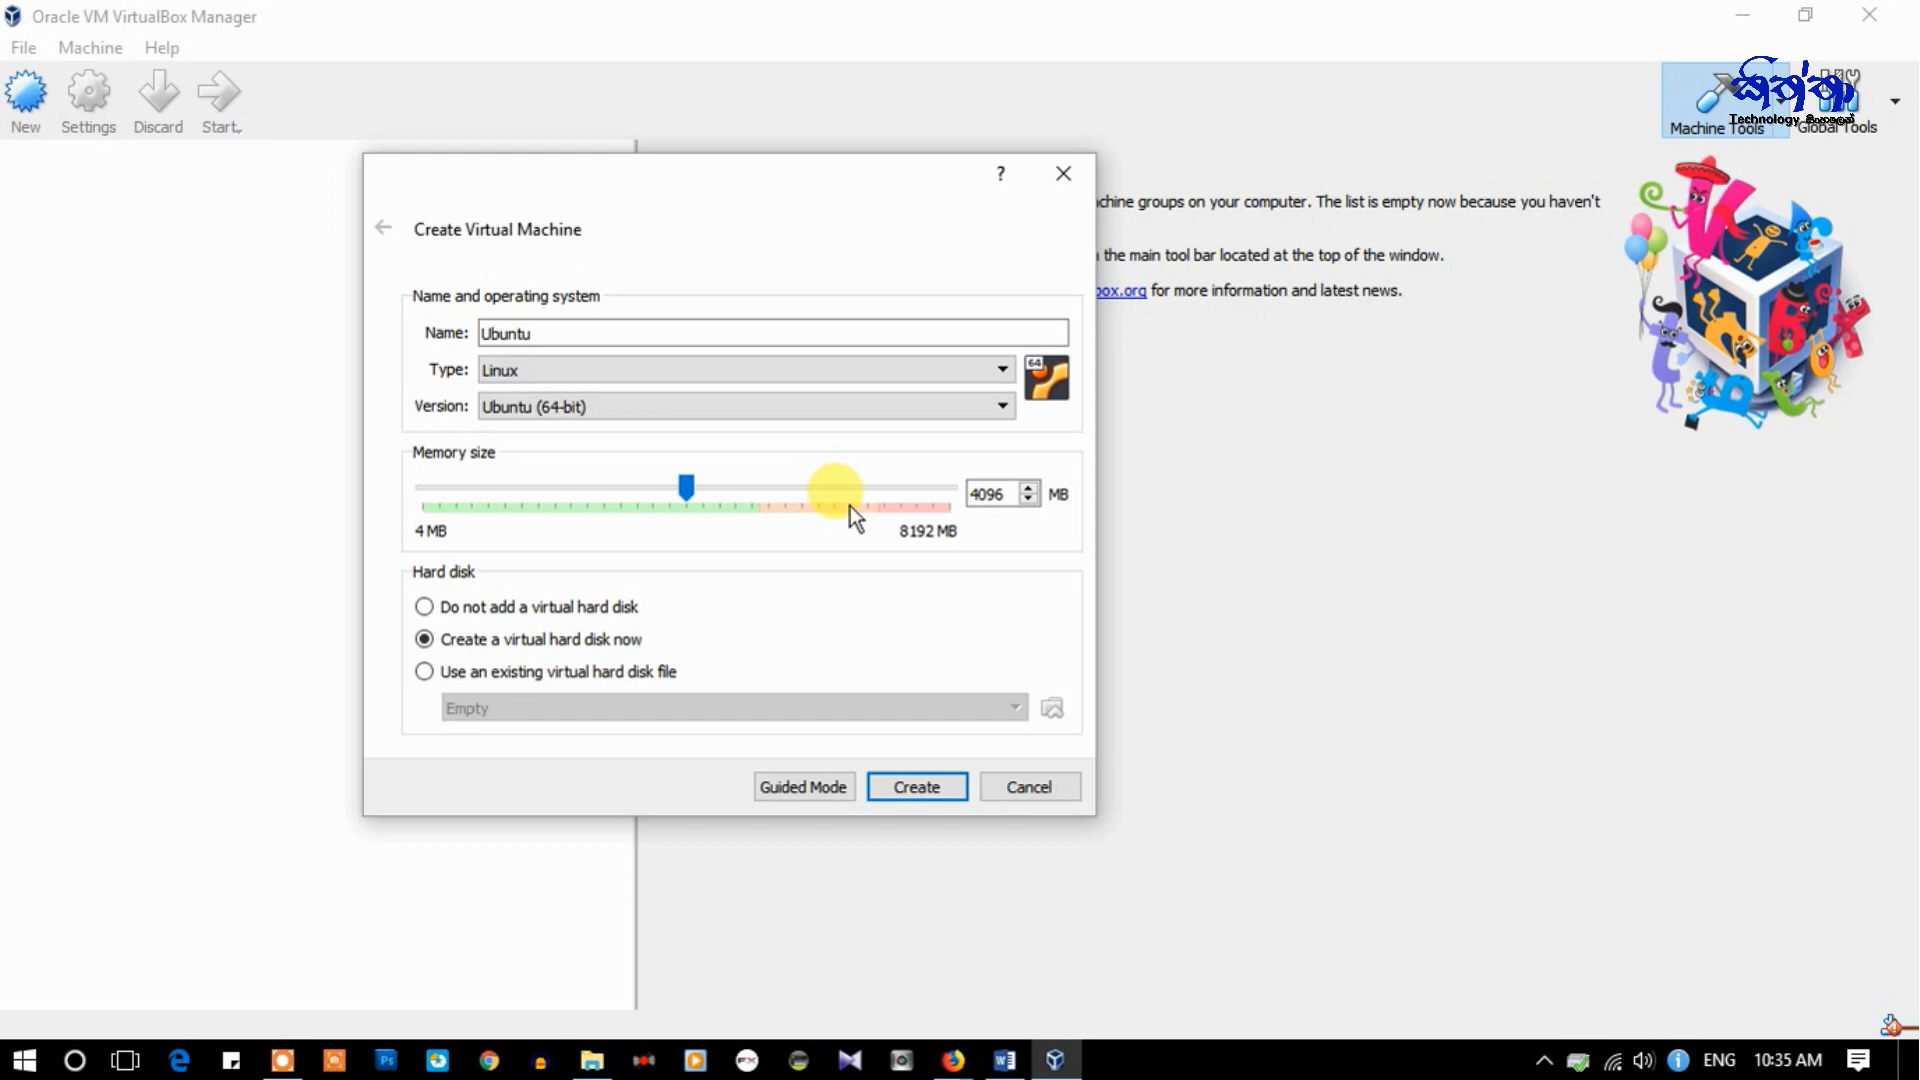 Oracle VM VirtualBox Manager
File Machine Help
New Settings Discard Start
Machine Tools
Global Tools
Technology
chine groups on your computer. The list is empty now because you haven't
the main tool bar located at the top of the window.
box.org for more information and latest news.
?
Create Virtual Machine
Name and operating system
Name: Ubuntu
Type: Linux
64
Version: Ubuntu (64-bit)
Memory size
4096 MB
4 MB 8192 MB
Hard disk
Do not add a virtual hard disk
Create a virtual hard disk now
Use an existing virtual hard disk file
Empty
Guided Mode Create Cancel
ENG 10:35 AM